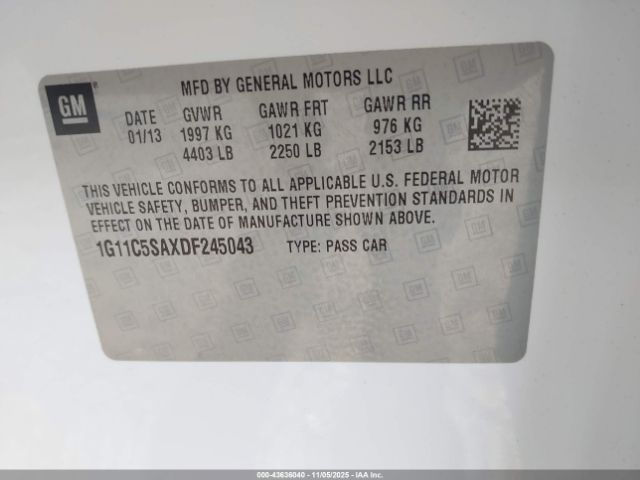 GM
MFD BY GENERAL MOTORS LLC
DATE GVWR GAWR FRT GAWR RR
01/13 1997 KG 1021 KG 976 KG
4403 LB 2250 LB 2153 LB
THIS VEHICLE CONFORMS TO ALL APPLICABLE U.S. FEDERAL MOTOR
VEHICLE SAFETY, BUMPER, AND THEFT PREVENTION STANDARDS IN
EFFECT ON THE DATE OF MANUFACTURE SHOWN ABOVE.
1G11C5SAXDF245043 TYPE: PASS CAR
000-43636040 - 11/05/2025 - IAA Inc.